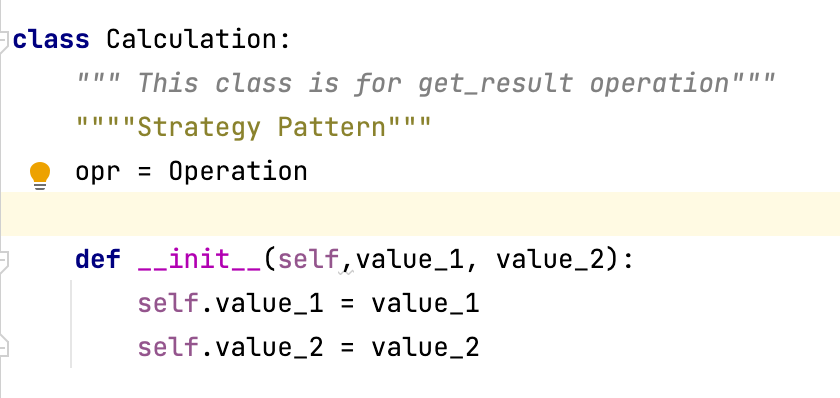 class Calculation:
""" This class is for get_result operation"""
""""Strategy Pattern"""
opr = Operation
def __init__(self,value_1, value_2):
self.value_1 = value_1
self.value_2 = value_2